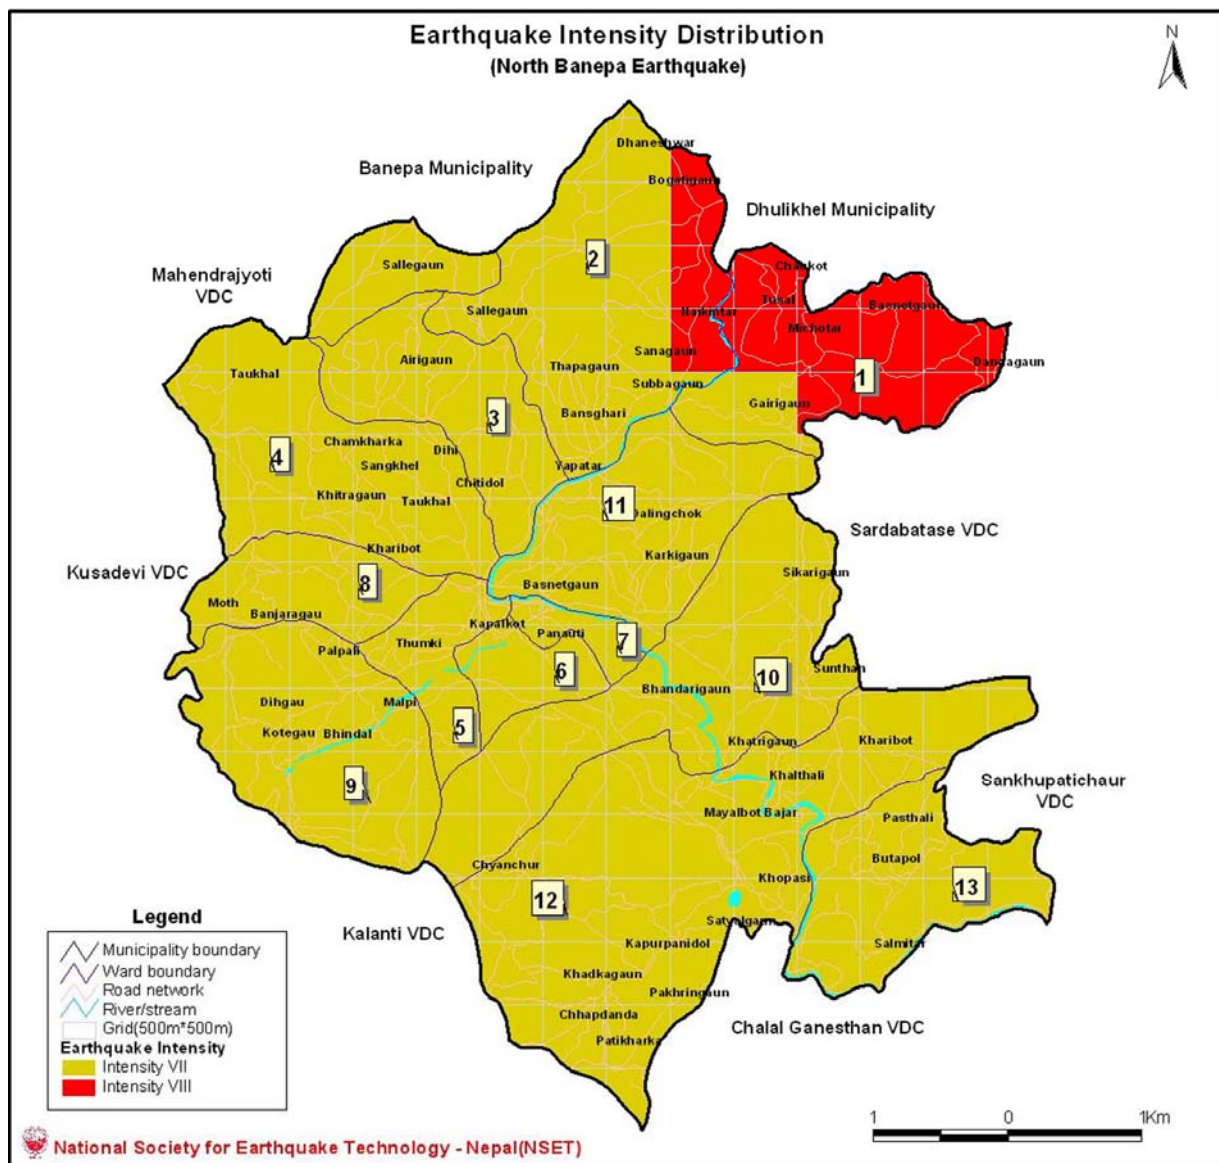 Earthquake Intensity Distribution
(North Banepa Earthquake)
N
Dhaneshwar
Banepa Municipality
Bogatigaun
Dhulikhel Municipality
2
Sallegaun
Chaukot
Mahendrajyoti
VDC
Tusal
Basnetgaun
Sallegaun
Naikmtar
Michotar
Sanagaun
Airigaun
Thapagaun
Taukhal
Subbagaun
1
Gairigaun
3
Bansghari
Chamkharka
4
Dihi
Sangkhel
Yapatar
Chitidol
Khitragaun
Taukhal
11
Dalingchok
Sardabatase VDC
Kharibot
Karkigaun
Kusadevi VDC
8
Basnetgaun
Sikarigaun
Moth
Banjaragau
Kapalkot
Panauti
7
Thumki
Palpali
6
10
Sunthan
Bhandarigaun
Dihgau
Malpi
5
Kotegau
Bhindal
Khatrigaun
Kharibot
9
Khalthali
Sankhupatichaur
VDC
Mayalbot Bajar
Pasthali
Chyanchur
Butapol
Khopasi
13
12
Legend
Kalanti VDC
Satyalgaun
Kapurpanidol
Salmitar
Municipality boundary
Ward boundary
Road network
River/stream
Grid(500m*500m)
Earthquake Intensity
Intensity VII
Intensity VIII
Khadkagaun
Pakhringaun
Chhapdanda
Chalal Ganesthan VDC
Patikharka
1 0 1Km
National Society for Earthquake Technology - Nepal(NSET)